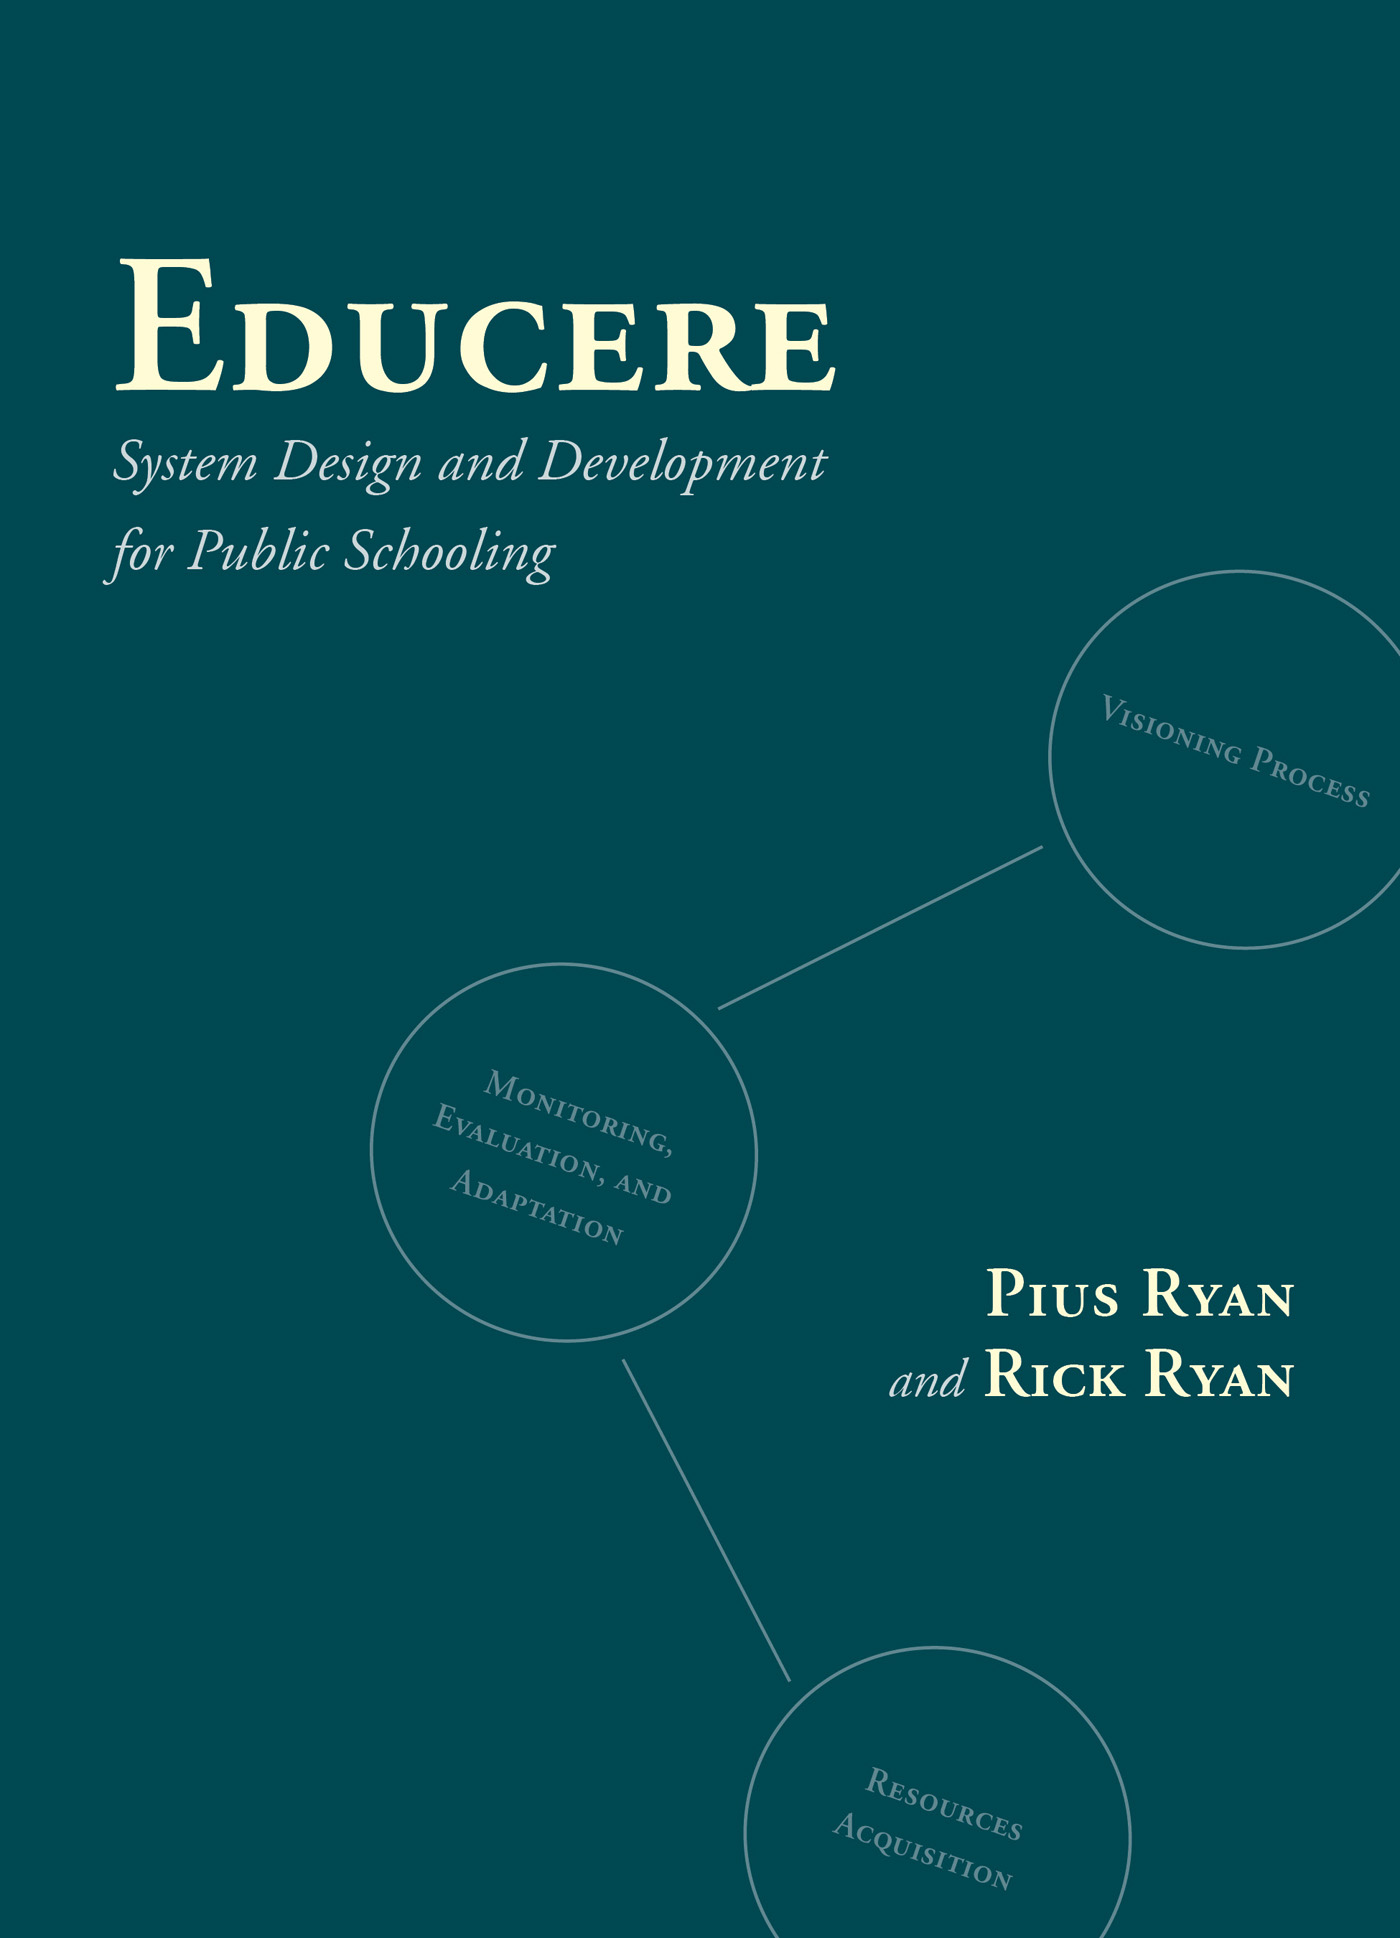 Educere
System Design and Development
for Public Schooling
Visioning Process
Monitoring,
Evaluation, and
Adaptation
Pius Ryan
and Rick Ryan
Resources
Acquisition